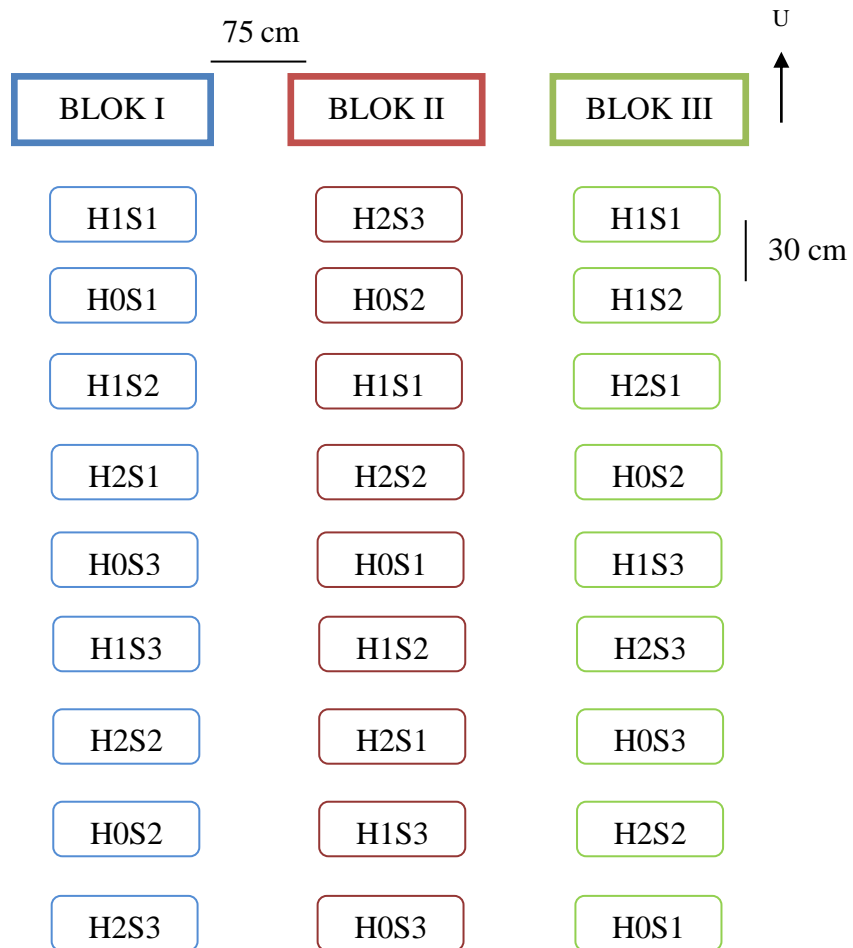 U
75 cm
BLOK I BLOK II BLOK III
H1S1 H2S3 H1S1
30 cm
H0S1 H0S2 H1S2
H1S2 H1S1 H2S1
H2S1 H2S2 H0S2
H0S3 H0S1 H1S3
H1S3 H1S2 H2S3
H2S2 H2S1 H0S3
H0S2 H1S3 H2S2
H2S3 H0S3 H0S1